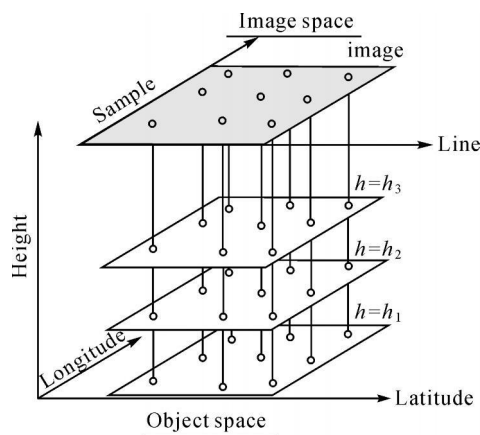 Image space
image
Sample
Line
h=h₃
h=h₂
Height
h=h₁
Longitude
Latitude
Object space